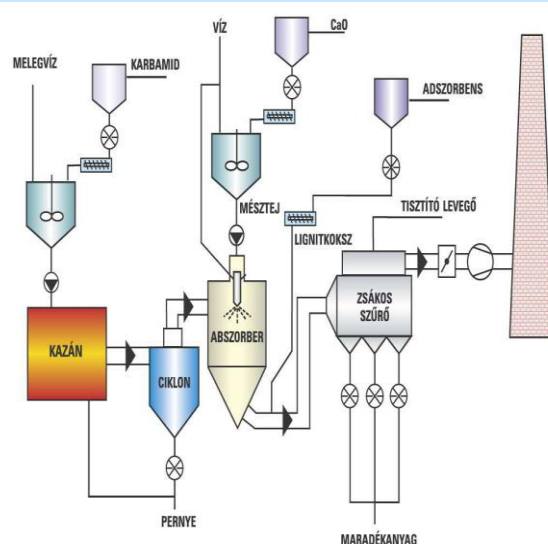 VÍZ
CaO
MELEGVÍZ
KARBAMID
ADSZORBENS
MÉSZTEJ
TISZTÍTÓ LEVEGŐ
LIGNITKOKSZ
ZSÁKOS
SZŰRŐ
ABSZORBER
KAZÁN
CIKLON
PERNYE
MARADÉKANYAG